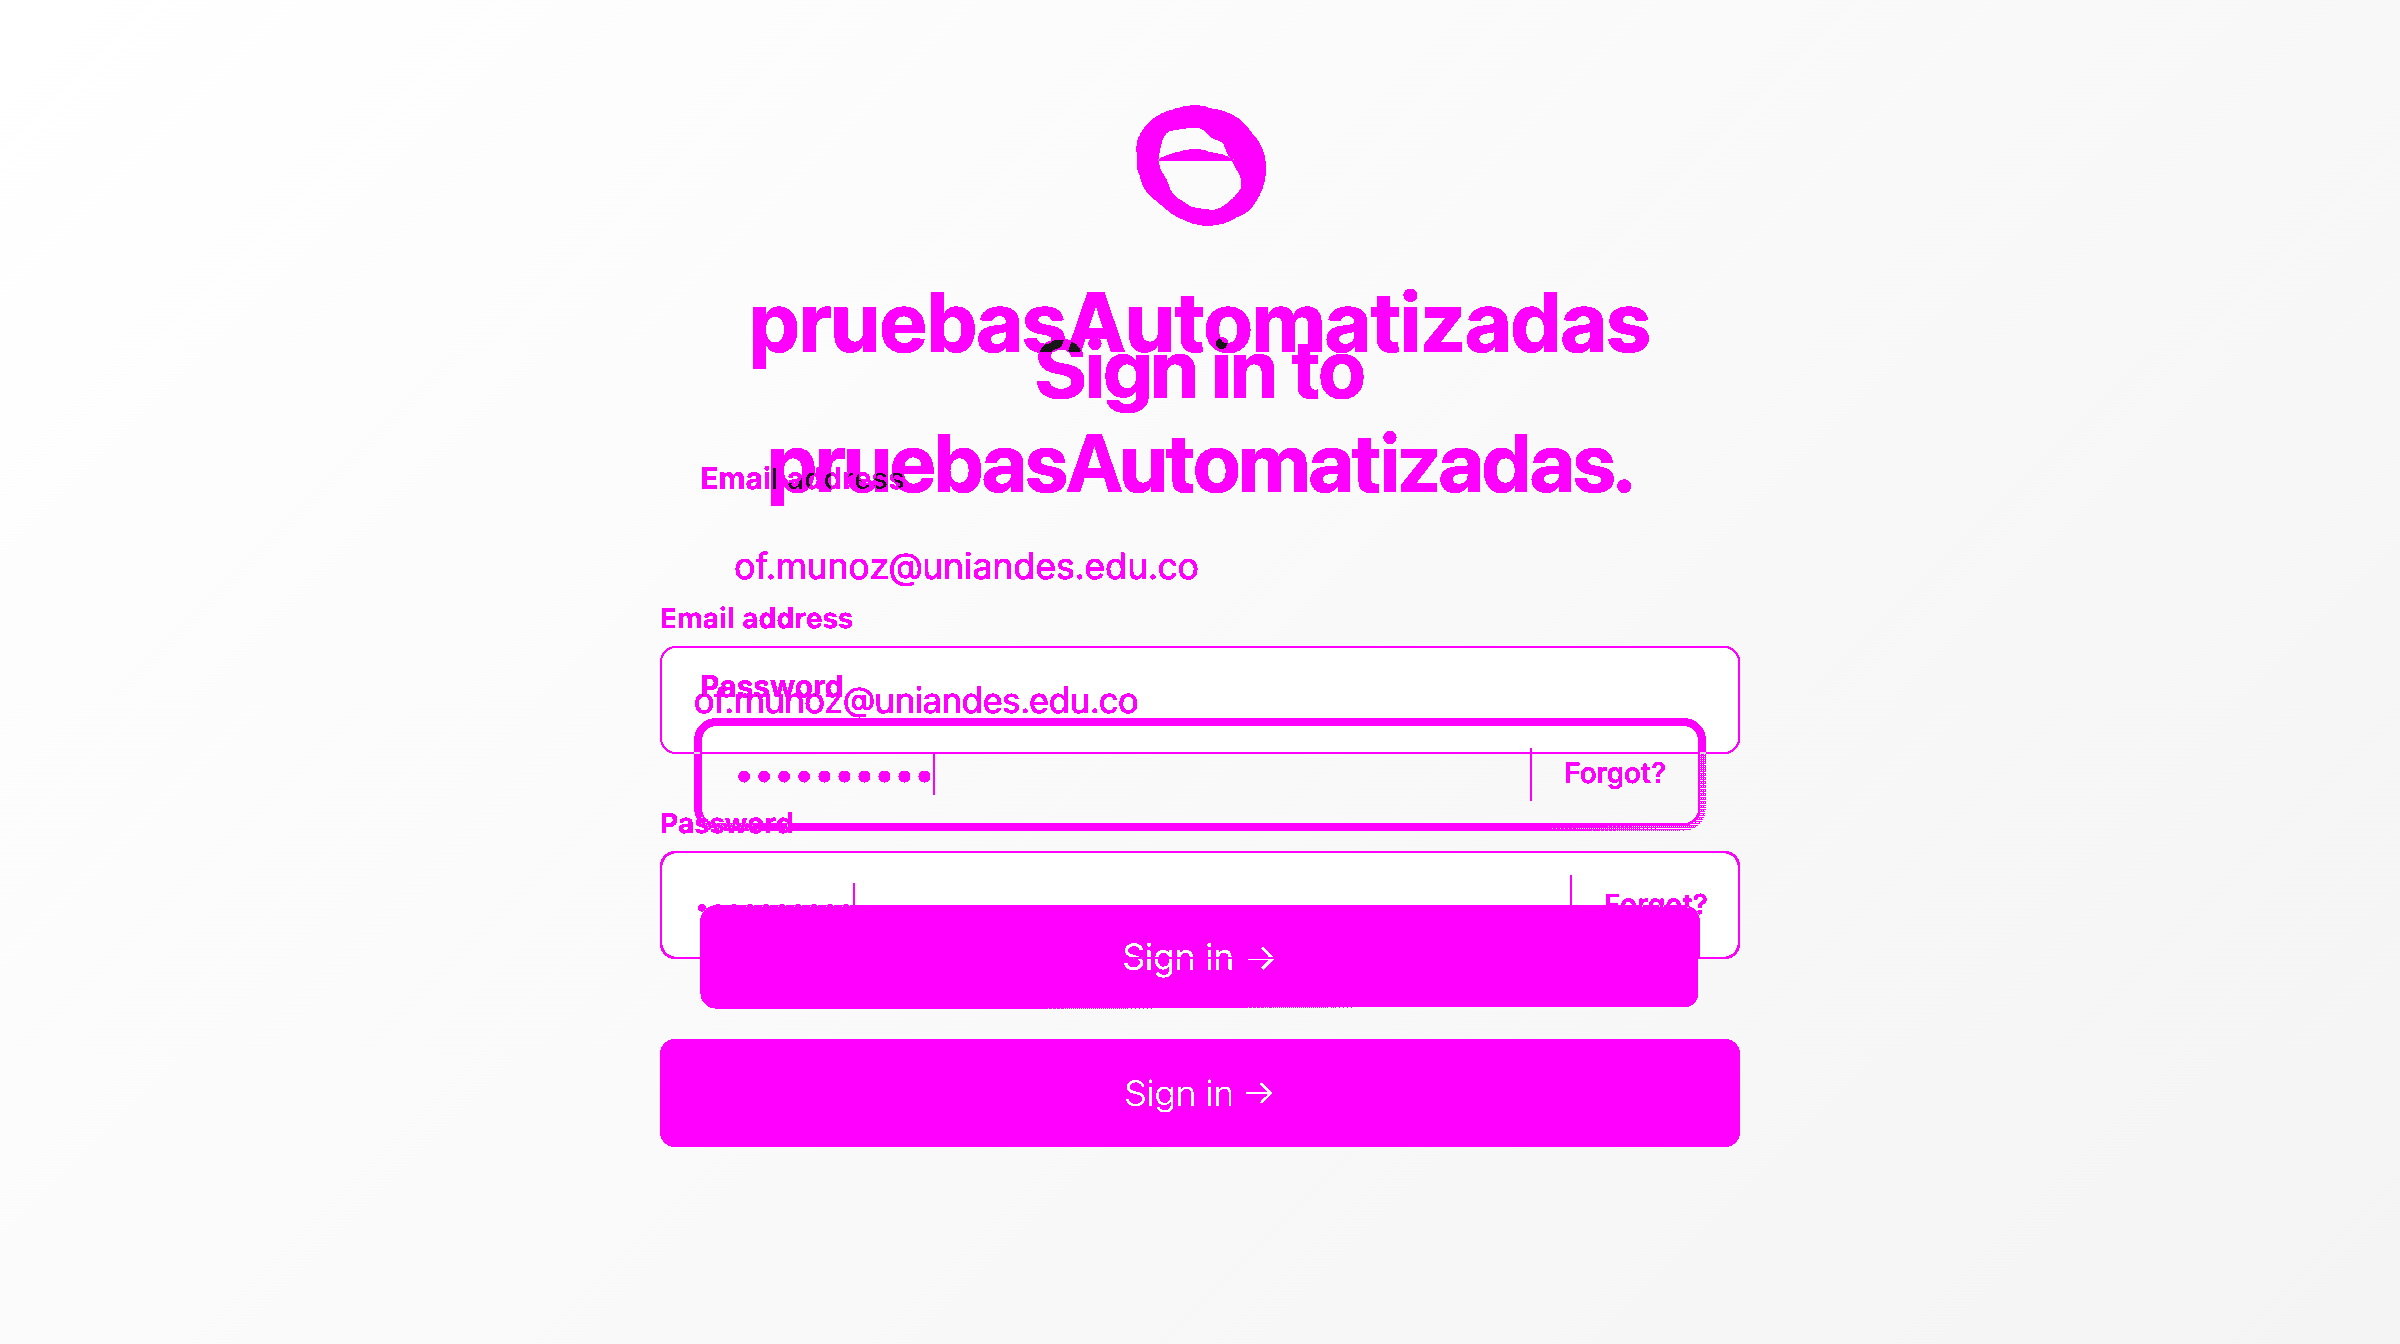 pruebasAutomatizadas
Sign in to
pruebasAutomatizadas.
Email address
of.munoz@uniandes.edu.co
Email address
Password
of.munoz@uniandes.edu.co
Forgot?
Password
Forgot?
Sign in →
Sign in →